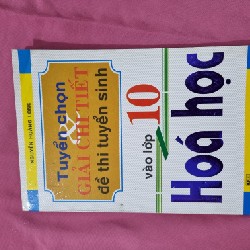 Tuyển chọn
& GIẢI CHI TIẾT
đề thi tuyển sinh
vào lớp 10
Hoá học